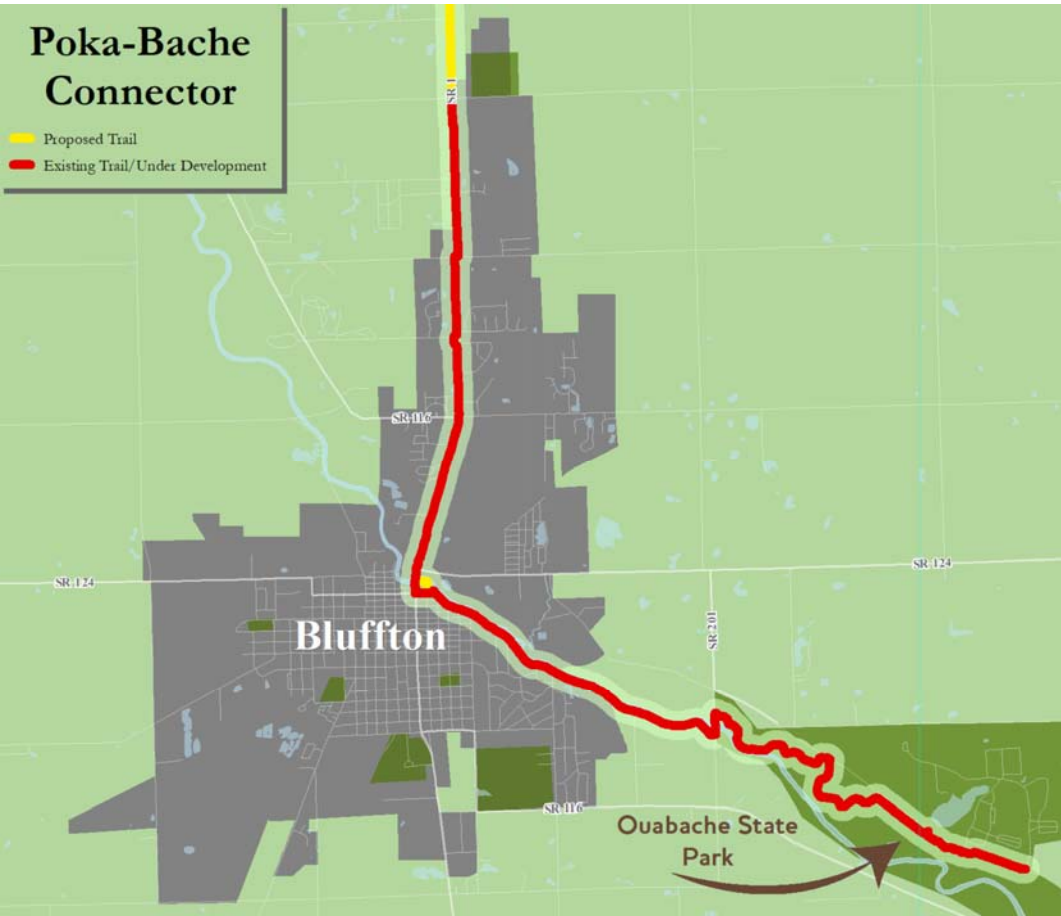 Poka-Bache
Connector
Proposed Trail
Existing Trail/Under Development
SR 1
SR 116
SR 124
SR 124
SR 201
Bluffton
SR 116
Ouabache State
Park